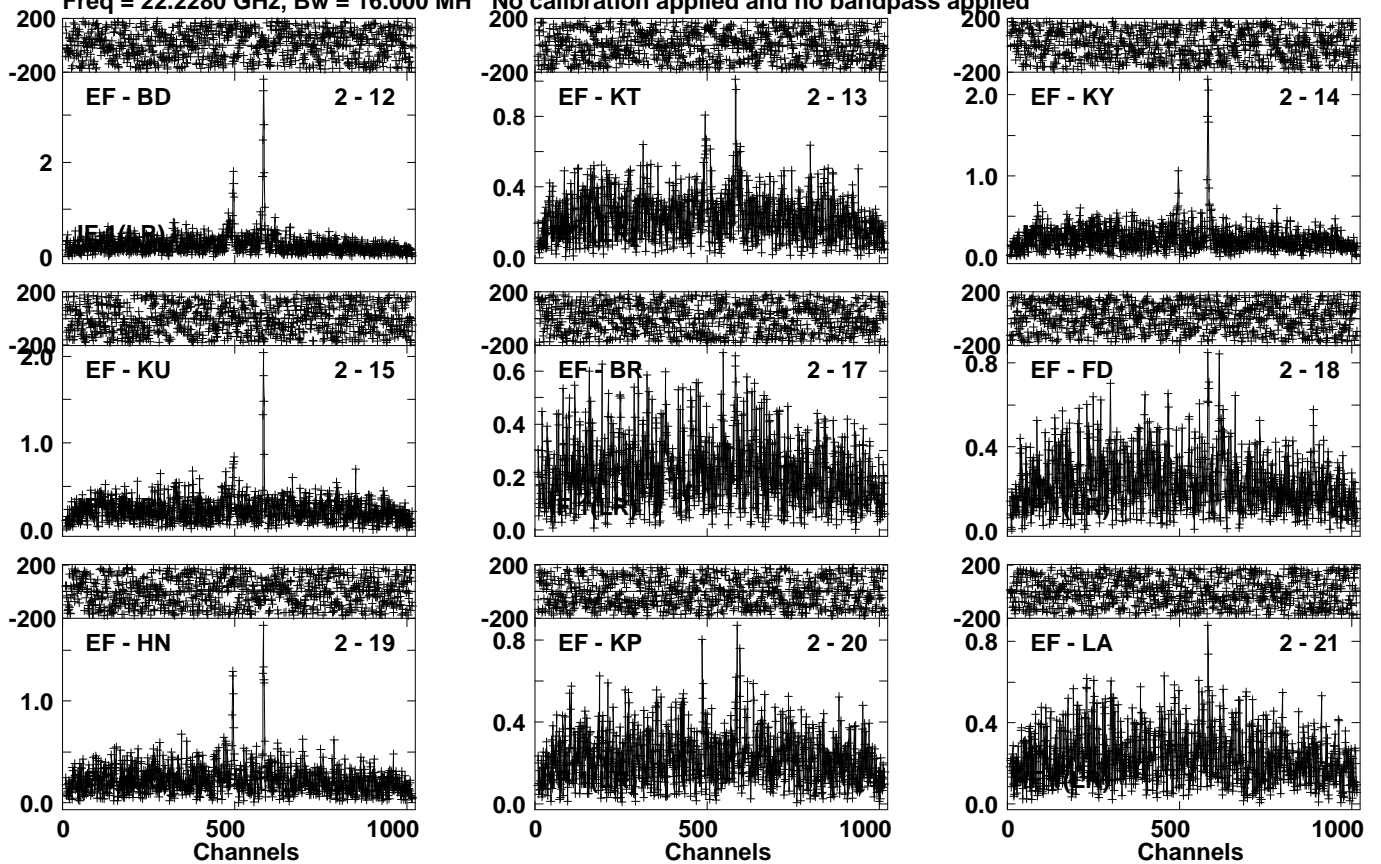 Freq = 22.2280 GHz, Bw = 16.000 MH No calibration applied and no bandpass applied
200 200 200
-200 -200 -200
EF - BD 2 - 12 EF - KT 2 - 13 EF - KY 2 - 14
2 0.8 2.0
0 0.4 1.0
0.0 0.0
200 200 200
-200 -200 -200
EF - KU 2 - 15 EF - BR 2 - 17 EF - FD 2 - 18
2.0 0.6 0.8
1.0 0.4 0.4
0.0 0.2 0.0
0.0
200 200 200
-200 -200 -200
EF - HN 2 - 19 EF - KP 2 - 20 EF - LA 2 - 21
1.0 0.8 0.8
0.0 0.4 0.4
0.0 0.0
0 500 1000 0 500 1000 0 500 1000
Channels Channels Channels